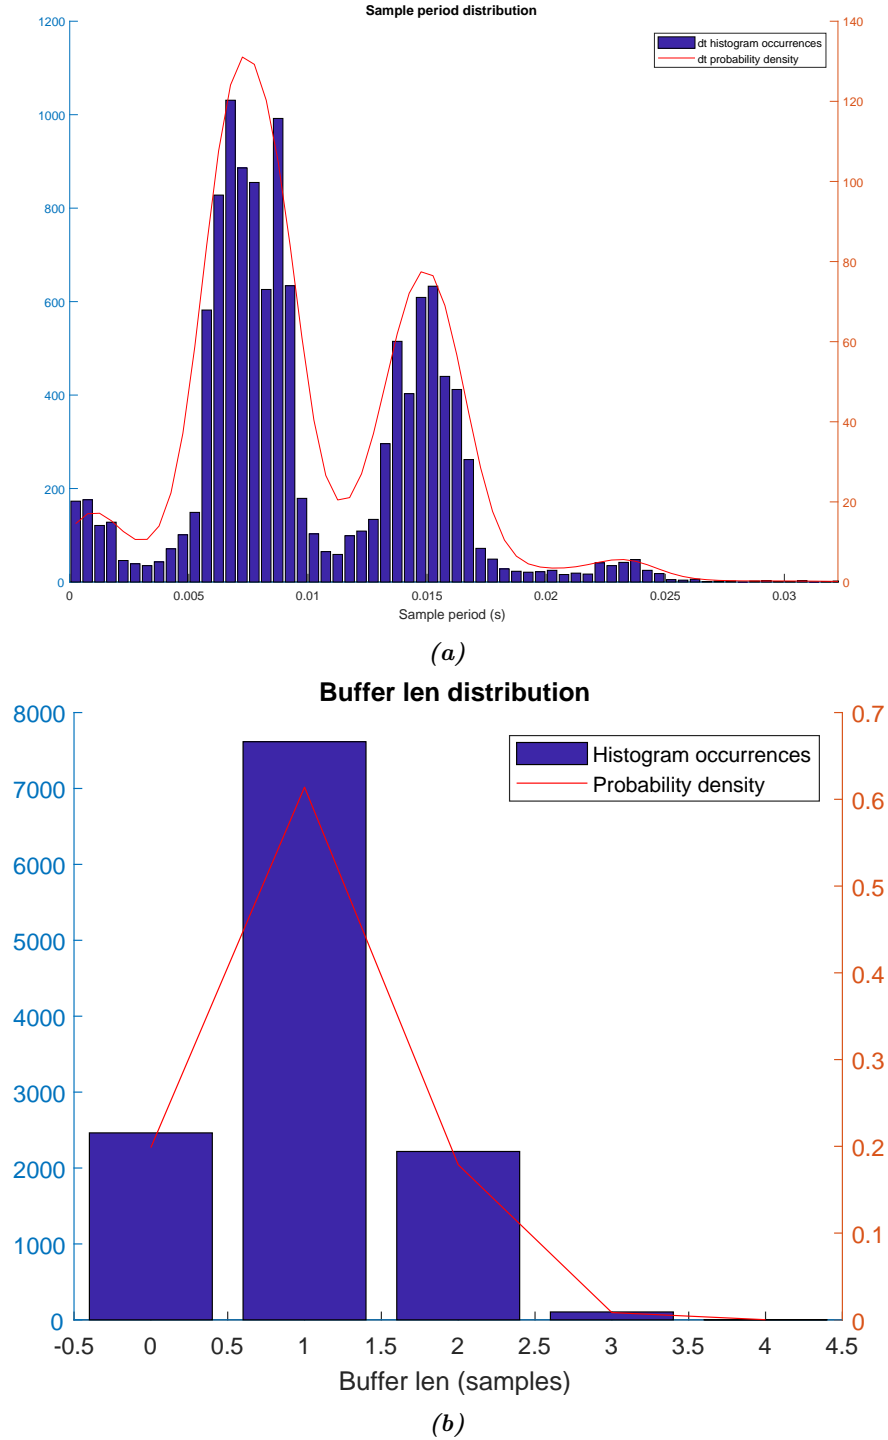 Sample period distribution
1200
1000
800
600
400
200
0
140
120
100
80
60
40
20
0
dt histogram occurrences
dt probability density
0 0.005 0.01 0.015 0.02 0.025 0.03
Sample period (s)
(a)
Buffer len distribution
8000
7000
6000
5000
4000
3000
2000
1000
0
0.7
0.6
0.5
0.4
0.3
0.2
0.1
0
Histogram occurrences
Probability density
-0.5 0 0.5 1 1.5 2 2.5 3 3.5 4 4.5
Buffer len (samples)
(b)